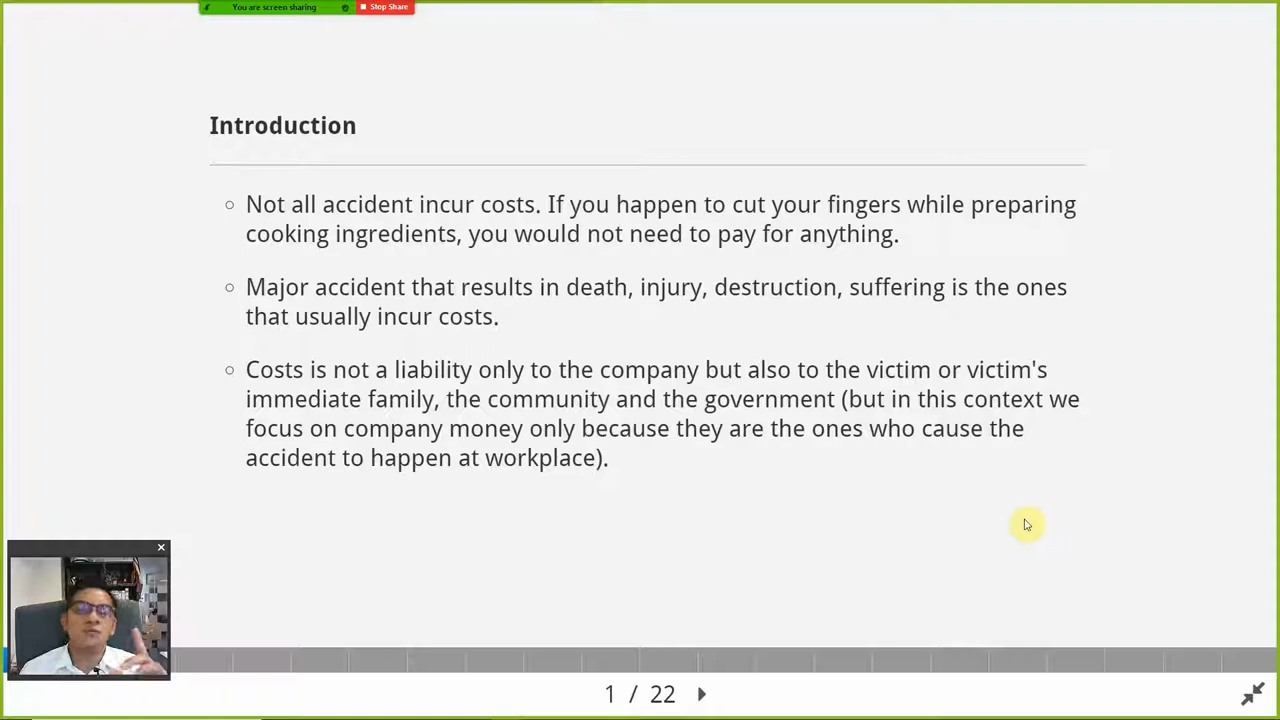 You are screen sharing
Stop Share
Introduction
Not all accident incur costs. If you happen to cut your fingers while preparing
cooking ingredients, you would not need to pay for anything.
Major accident that results in death, injury, destruction, suffering is the ones
that usually incur costs.
Costs is not a liability only to the company but also to the victim or victim's
immediate family, the community and the government (but in this context we
focus on company money only because they are the ones who cause the
accident to happen at workplace).
1 / 22